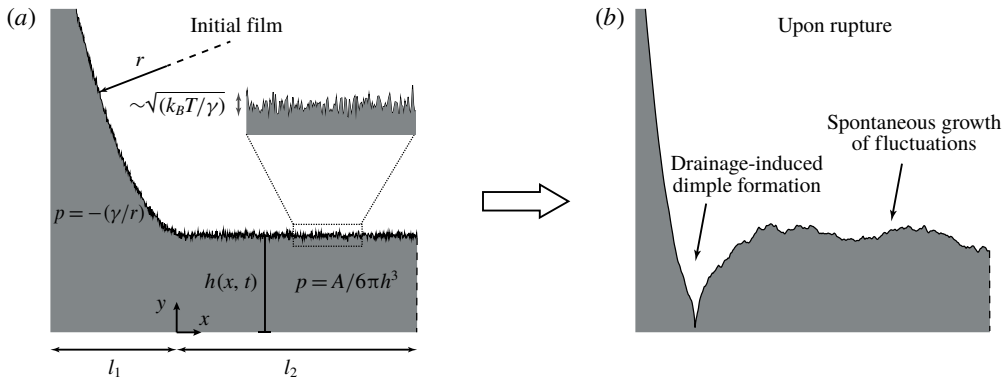 (a)
Initial film
r
~√(k_BT/γ)
p = −(γ/r)
h(x, t)
p = A/6πh³
y
x
l₁
l₂
(b)
Upon rupture
Spontaneous growth
of fluctuations
Drainage-induced
dimple formation